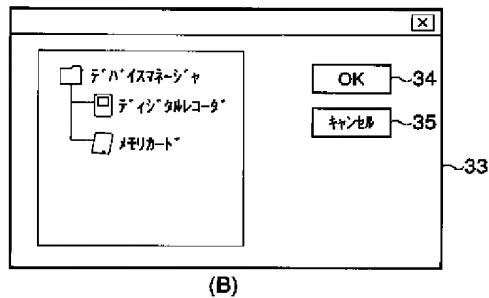 ﾃﾞﾊﾞｲｽﾏﾈｰｼﾞｬ
ﾃﾞｨｼﾞﾀﾙﾚｺｰﾀﾞ
ﾒﾓﾘｶｰﾄﾞ
OK
34
ｷｬﾝｾﾙ
35
33
(B)